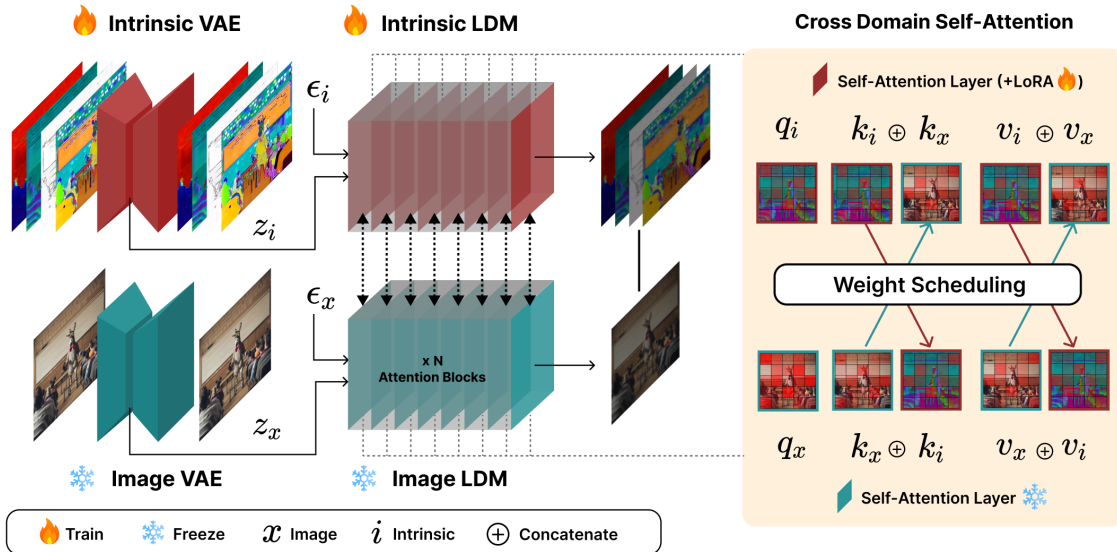 Intrinsic VAE
Intrinsic LDM
Cross Domain Self-Attention
Self-Attention Layer (+LoRA 🔥)
ϵᵢ
zᵢ
qᵢ kᵢ ⊕ kₓ vᵢ ⊕ vₓ
Weight Scheduling
ϵₓ
x N
Attention Blocks
zₓ
qₓ kₓ ⊕ kᵢ vₓ ⊕ vᵢ
Self-Attention Layer
Image VAE
Image LDM
Train Freeze x Image i Intrinsic ⊕ Concatenate